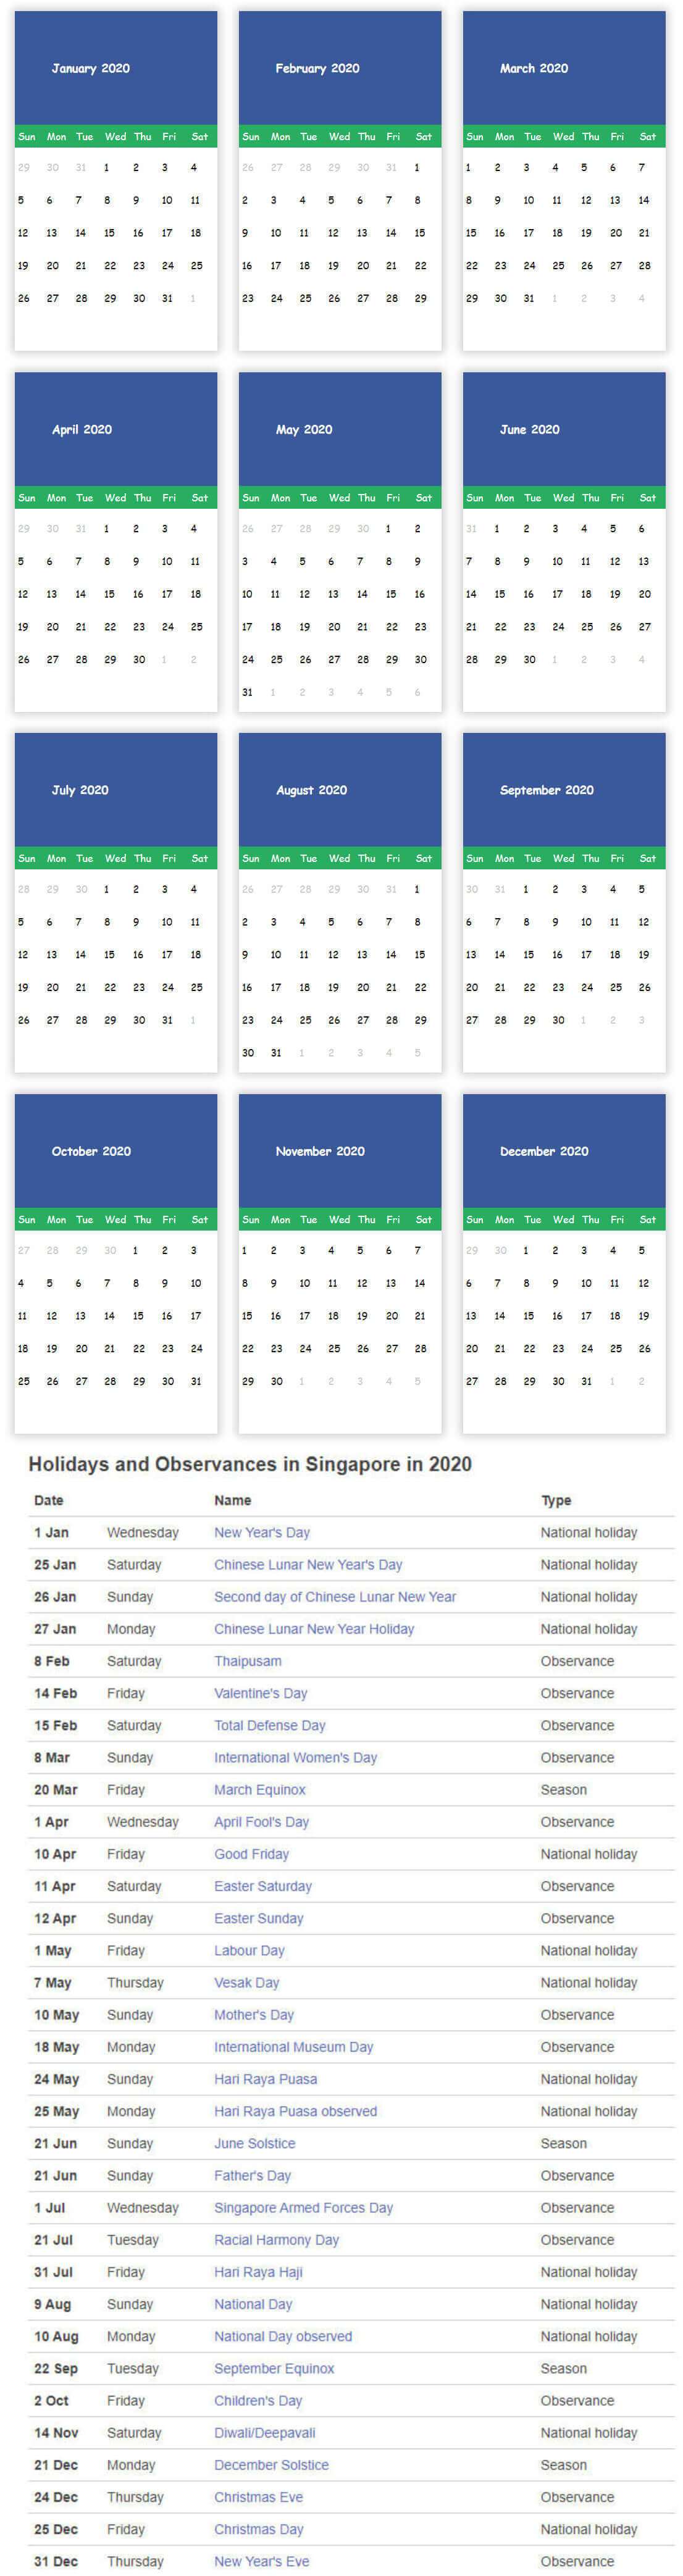 January 2020 February 2020 March 2020
Sun Mon Tue Wed Thu Fri Sat Sun Mon Tue Wed Thu Fri Sat Sun Mon Tue Wed Thu Fri Sat
29 30 31 1 2 3 4 26 27 28 29 30 31 1 1 2 3 4 5 6 7
5 6 7 8 9 10 11 2 3 4 5 6 7 8 8 9 10 11 12 13 14
12 13 14 15 16 17 18 9 10 11 12 13 14 15 15 16 17 18 19 20 21
19 20 21 22 23 24 25 16 17 18 19 20 21 22 22 23 24 25 26 27 28
26 27 28 29 30 31 1 23 24 25 26 27 28 29 29 30 31 1 2 3 4
April 2020 May 2020 June 2020
Sun Mon Tue Wed Thu Fri Sat Sun Mon Tue Wed Thu Fri Sat Sun Mon Tue Wed Thu Fri Sat
29 30 31 1 2 3 4 26 27 28 29 30 1 2 31 1 2 3 4 5 6
5 6 7 8 9 10 11 3 4 5 6 7 8 9 7 8 9 10 11 12 13
12 13 14 15 16 17 18 10 11 12 13 14 15 16 14 15 16 17 18 19 20
19 20 21 22 23 24 25 17 18 19 20 21 22 23 21 22 23 24 25 26 27
26 27 28 29 30 1 2 24 25 26 27 28 29 30 28 29 30 1 2 3 4
31 1 2 3 4 5 6
July 2020 August 2020 September 2020
Sun Mon Tue Wed Thu Fri Sat Sun Mon Tue Wed Thu Fri Sat Sun Mon Tue Wed Thu Fri Sat
28 29 30 1 2 3 4 26 27 28 29 30 31 1 30 31 1 2 3 4 5
5 6 7 8 9 10 11 2 3 4 5 6 7 8 6 7 8 9 10 11 12
12 13 14 15 16 17 18 9 10 11 12 13 14 15 13 14 15 16 17 18 19
19 20 21 22 23 24 25 16 17 18 19 20 21 22 20 21 22 23 24 25 26
26 27 28 29 30 31 1 23 24 25 26 27 28 29 27 28 29 30 1 2 3
30 31 1 2 3 4 5
October 2020 November 2020 December 2020
Sun Mon Tue Wed Thu Fri Sat Sun Mon Tue Wed Thu Fri Sat Sun Mon Tue Wed Thu Fri Sat
27 28 29 30 1 2 3 1 2 3 4 5 6 7 29 30 1 2 3 4 5
4 5 6 7 8 9 10 8 9 10 11 12 13 14 6 7 8 9 10 11 12
11 12 13 14 15 16 17 15 16 17 18 19 20 21 13 14 15 16 17 18 19
18 19 20 21 22 23 24 22 23 24 25 26 27 28 20 21 22 23 24 25 26
25 26 27 28 29 30 31 29 30 1 2 3 4 5 27 28 29 30 31 1 2
Holidays and Observances in Singapore in 2020
Date Name Type
1 Jan Wednesday New Year's Day National holiday
25 Jan Saturday Chinese Lunar New Year's Day National holiday
26 Jan Sunday Second day of Chinese Lunar New Year National holiday
27 Jan Monday Chinese Lunar New Year Holiday National holiday
8 Feb Saturday Thaipusam Observance
14 Feb Friday Valentine's Day Observance
15 Feb Saturday Total Defense Day Observance
8 Mar Sunday International Women's Day Observance
20 Mar Friday March Equinox Season
1 Apr Wednesday April Fool's Day Observance
10 Apr Friday Good Friday National holiday
11 Apr Saturday Easter Saturday Observance
12 Apr Sunday Easter Sunday Observance
1 May Friday Labour Day National holiday
7 May Thursday Vesak Day National holiday
10 May Sunday Mother's Day Observance
18 May Monday International Museum Day Observance
24 May Sunday Hari Raya Puasa National holiday
25 May Monday Hari Raya Puasa observed National holiday
21 Jun Sunday June Solstice Season
21 Jun Sunday Father's Day Observance
1 Jul Wednesday Singapore Armed Forces Day Observance
21 Jul Tuesday Racial Harmony Day Observance
31 Jul Friday Hari Raya Haji National holiday
9 Aug Sunday National Day National holiday
10 Aug Monday National Day observed National holiday
22 Sep Tuesday September Equinox Season
2 Oct Friday Children's Day Observance
14 Nov Saturday Diwali/Deepavali National holiday
21 Dec Monday December Solstice Season
24 Dec Thursday Christmas Eve Observance
25 Dec Friday Christmas Day National holiday
31 Dec Thursday New Year's Eve Observance